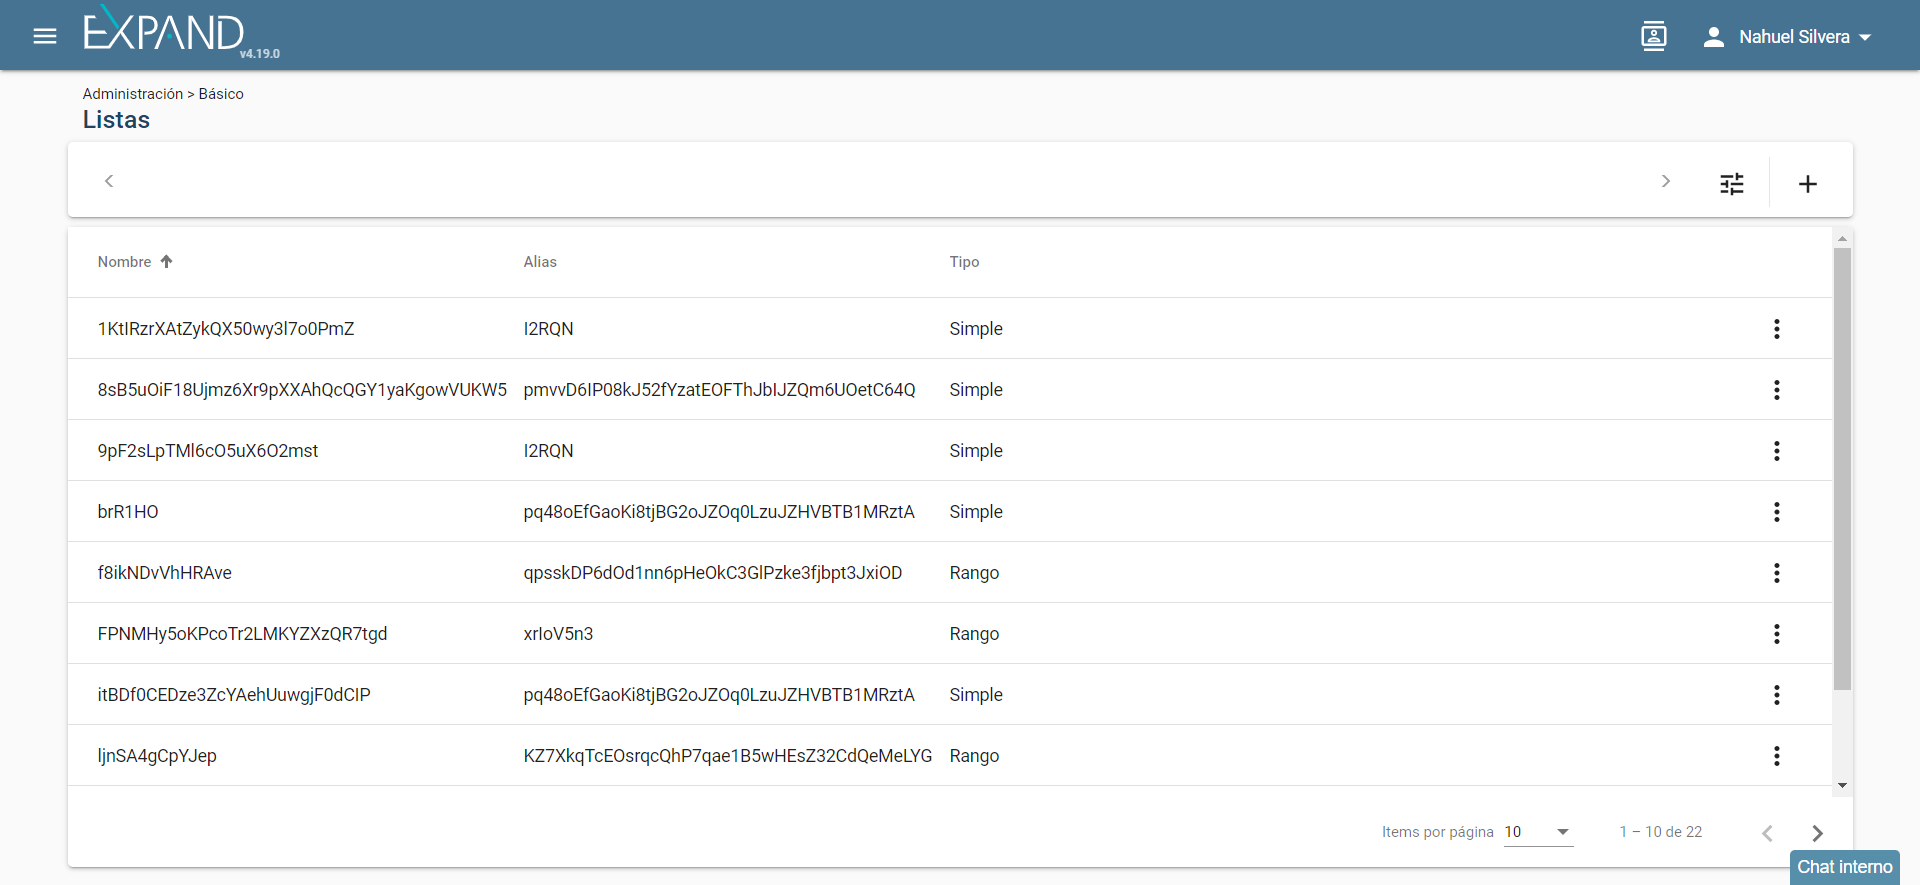 EXPAND
v4.19.0
Nahuel Silvera
Administración > Básico
Listas
Nombre Alias Tipo
1KtIRzrXAtZykQX50wy3l7o0PmZ I2RQN Simple
8sB5uOiF18Ujmz6Xr9pXXAhQcQGY1yaKgowVUKW5 pmvvD6IP08kJ52fYzatEOFThJbIJZQm6UOetC64Q Simple
9pF2sLpTMl6cO5uX6O2mst I2RQN Simple
brR1HO pq48oEfGaoKi8tjBG2oJZOq0LzuJZHVBTB1MRztA Simple
f8ikNDvVhHRAve qpsskDP6dOd1nn6pHeOkC3GlPzke3fjbpt3JxiOD Rango
FPNMHy5oKPcoTr2LMKYZXzQR7tgd xrIoV5n3 Rango
itBDf0CEDze3ZcYAehUuwgjF0dCIP pq48oEfGaoKi8tjBG2oJZOq0LzuJZHVBTB1MRztA Simple
ljnSA4gCpYJep KZ7XkqTcEOsrqcQhP7qae1B5wHEsZ32CdQeMeLYG Rango
Items por página 10 1 – 10 de 22
Chat interno